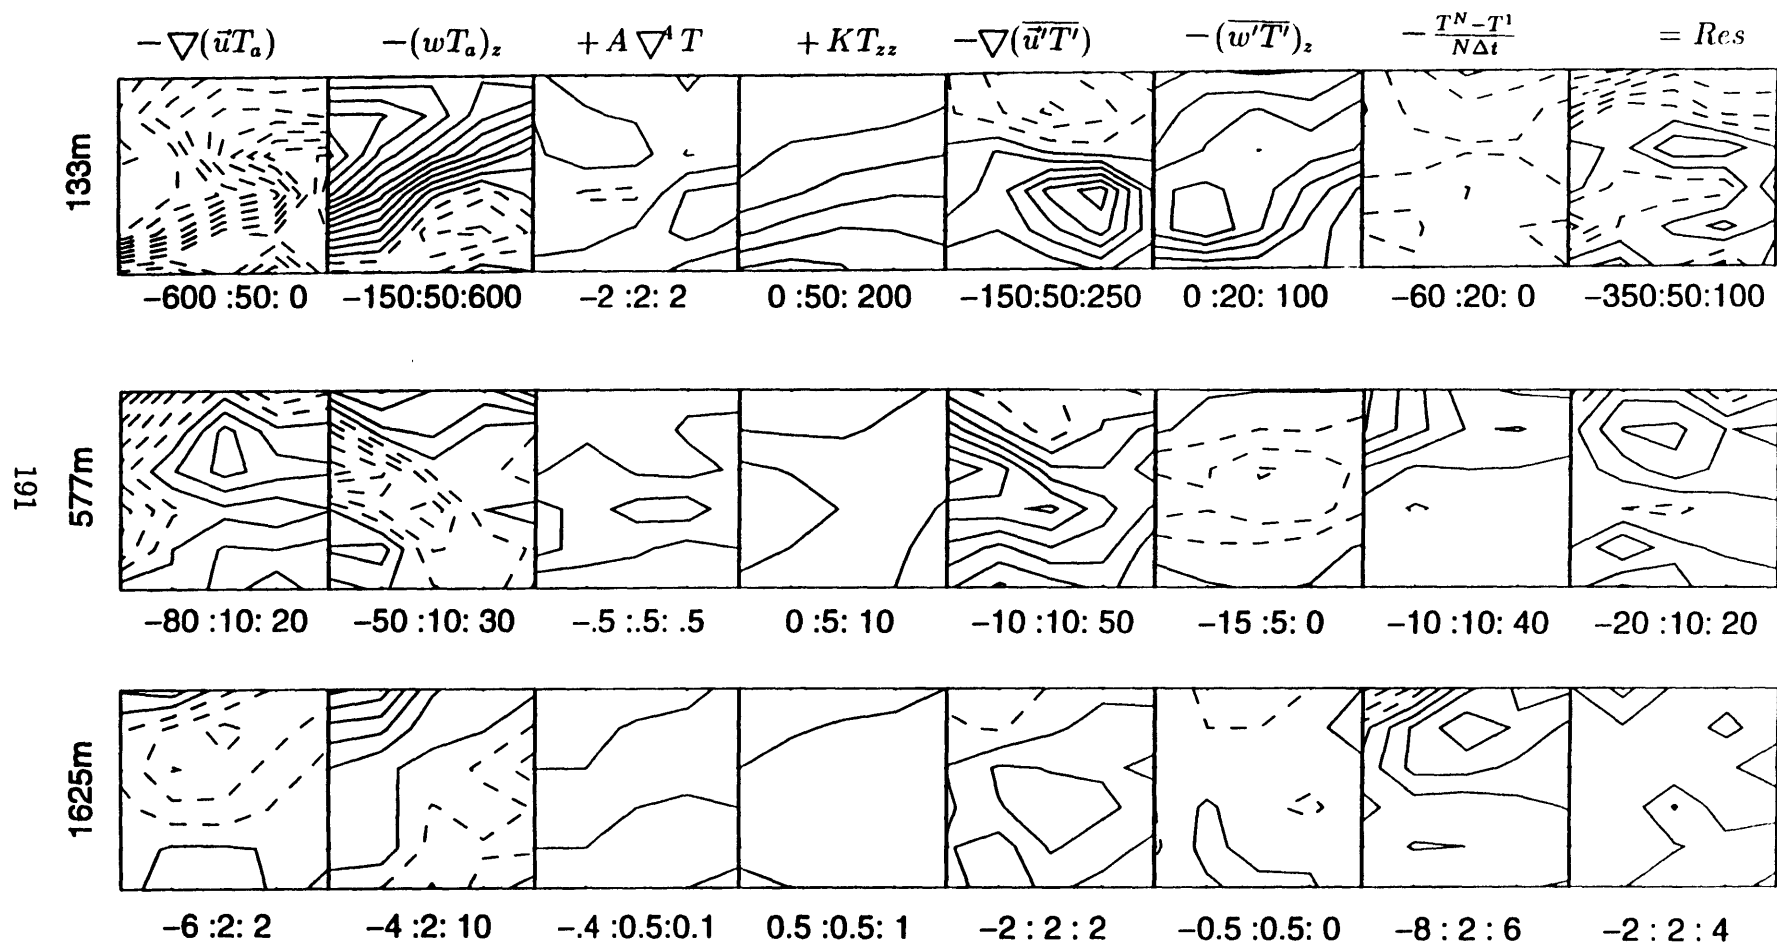 −∇(u⃗T_a) −(wT_a)_z +A∇⁴T +KT_zz −∇(\overline{u⃗'T'}) −(\overline{w'T'})_z −\frac{T^N−T^1}{NΔt} = Res
133m
−600 :50: 0 −150:50:600 −2 :2: 2 0 :50: 200 −150:50:250 0 :20: 100 −60 :20: 0 −350:50:100
577m
−80 :10: 20 −50 :10: 30 −.5 :.5: .5 0 :5: 10 −10 :10: 50 −15 :5: 0 −10 :10: 40 −20 :10: 20
1625m
−6 :2: 2 −4 :2: 10 −.4 :0.5:0.1 0.5 :0.5: 1 −2 : 2 : 2 −0.5 :0.5: 0 −8 : 2 : 6 −2 : 2 : 4
191